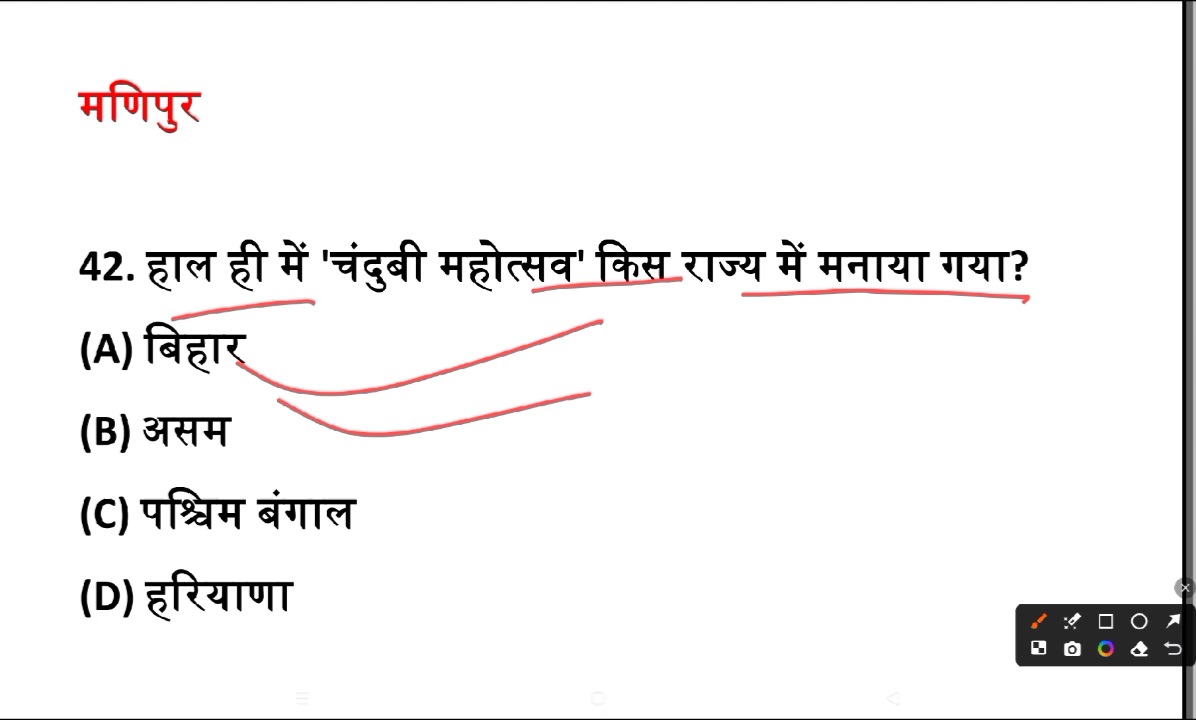 मणिपुर
42. हाल ही में 'चंदुबी महोत्सव' किस राज्य में मनाया गया?
(A) बिहार
(B) असम
(C) पश्चिम बंगाल
(D) हरियाणा